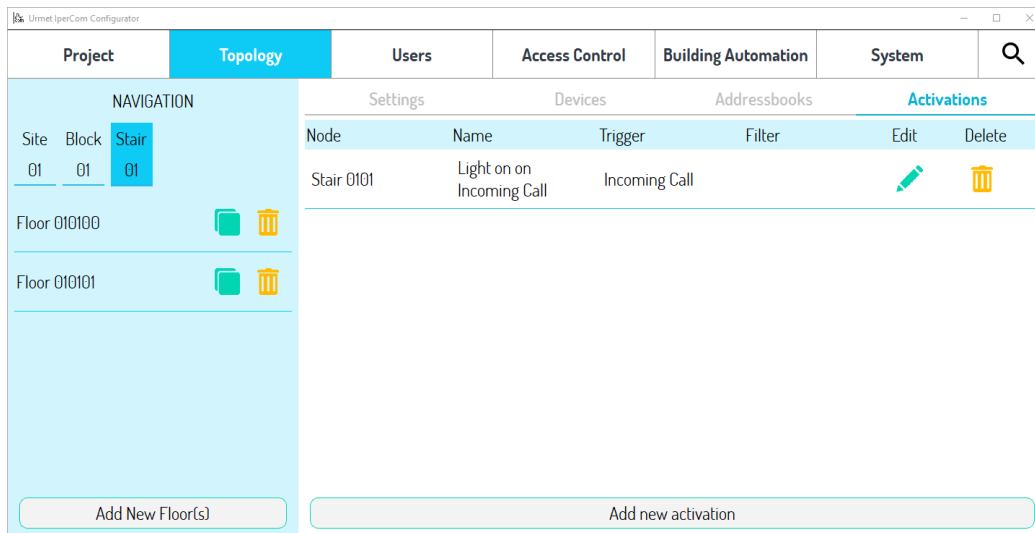 Urmet IperCom Configurator
Project Topology Users Access Control Building Automation System
NAVIGATION
Site Block Stair
01 01 01
Floor 010100
Floor 010101
Add New Floor(s)
Settings Devices Addressbooks Activations
Node Name Trigger Filter Edit Delete
Stair 0101 Light on on Incoming Call
Incoming Call
Add new activation